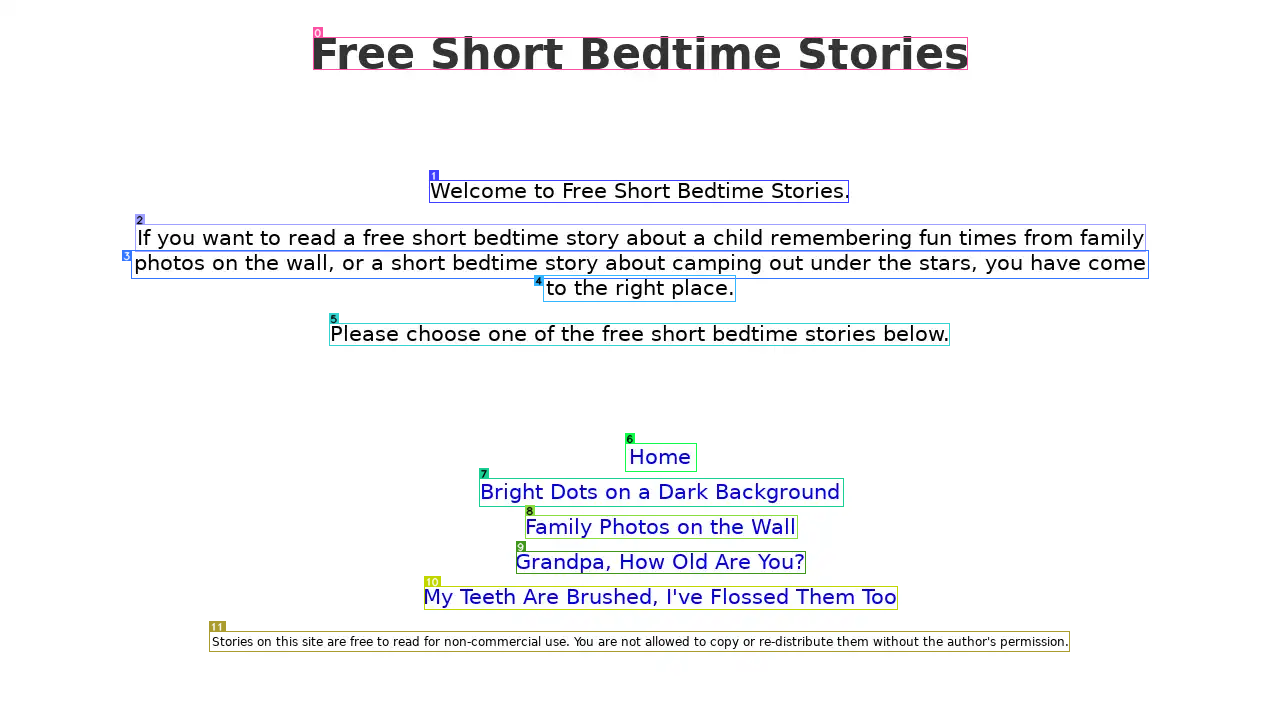 Free Short Bedtime Stories
Welcome to Free Short Bedtime Stories.
If you want to read a free short bedtime story about a child remembering fun times from family
photos on the wall, or a short bedtime story about camping out under the stars, you have come
to the right place.
Please choose one of the free short bedtime stories below.
Home
Bright Dots on a Dark Background
Family Photos on the Wall
Grandpa, How Old Are You?
My Teeth Are Brushed, I've Flossed Them Too
Stories on this site are free to read for non-commercial use. You are not allowed to copy or re-distribute them without the author's permission.